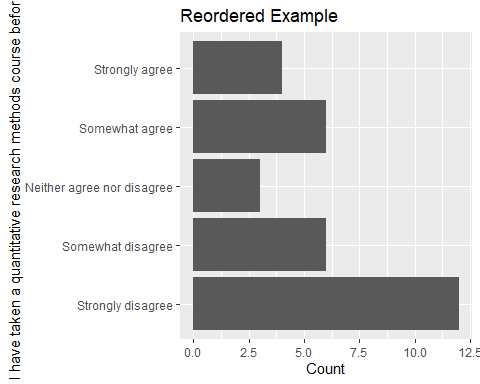 Reordered Example
I have taken a quantitative research methods course befor
Strongly agree
Somewhat agree
Neither agree nor disagree
Somewhat disagree
Strongly disagree
0.0 2.5 5.0 7.5 10.0 12.5
Count